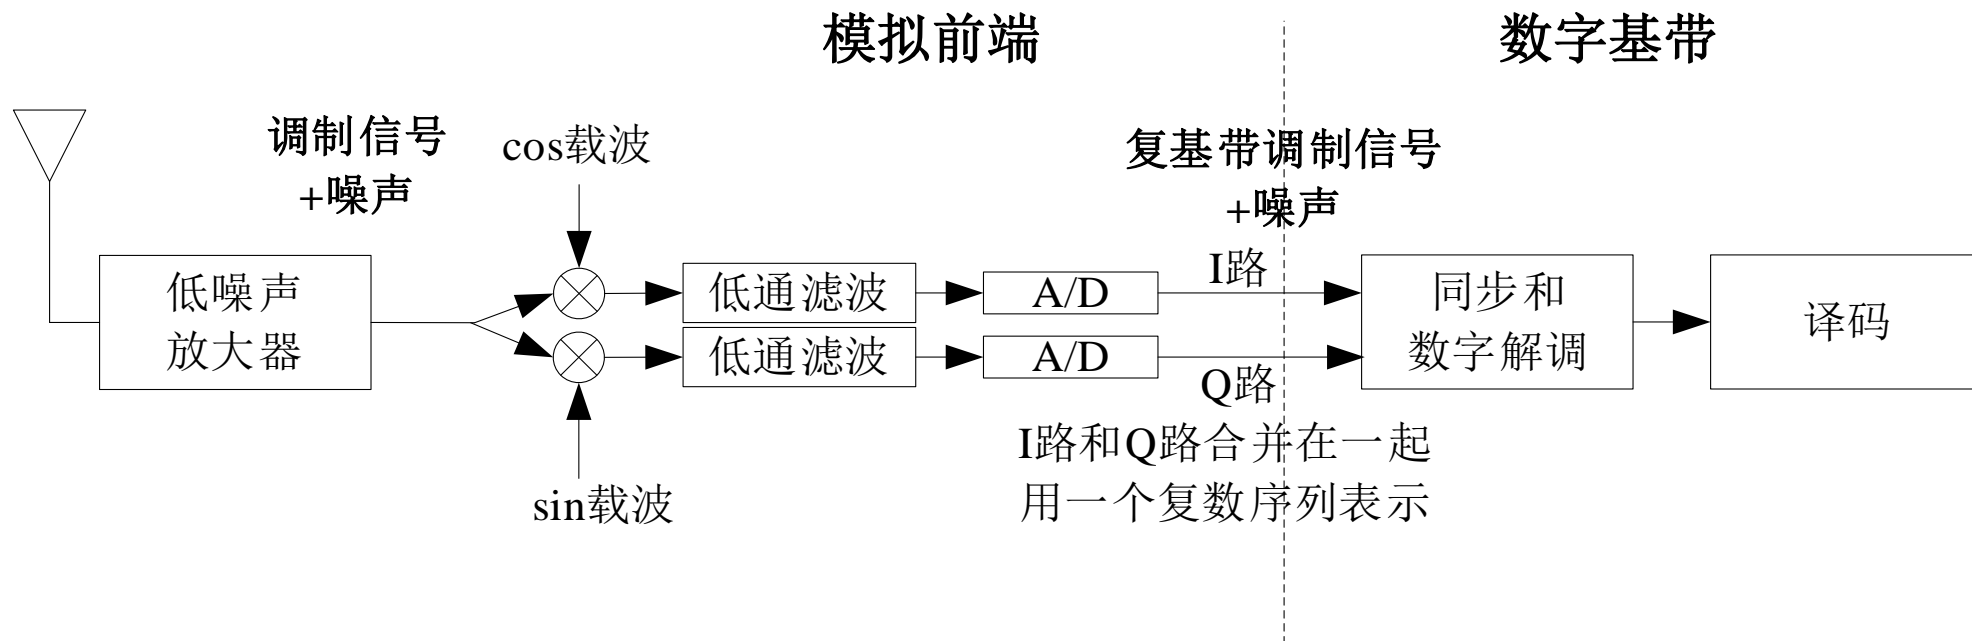 模拟前端
数字基带
调制信号
+噪声
cos载波
复基带调制信号
+噪声
低噪声
放大器
低通滤波
A/D
I路
同步和
数字解调
译码
低通滤波
A/D
Q路
sin载波
I路和Q路合并在一起
用一个复数序列表示